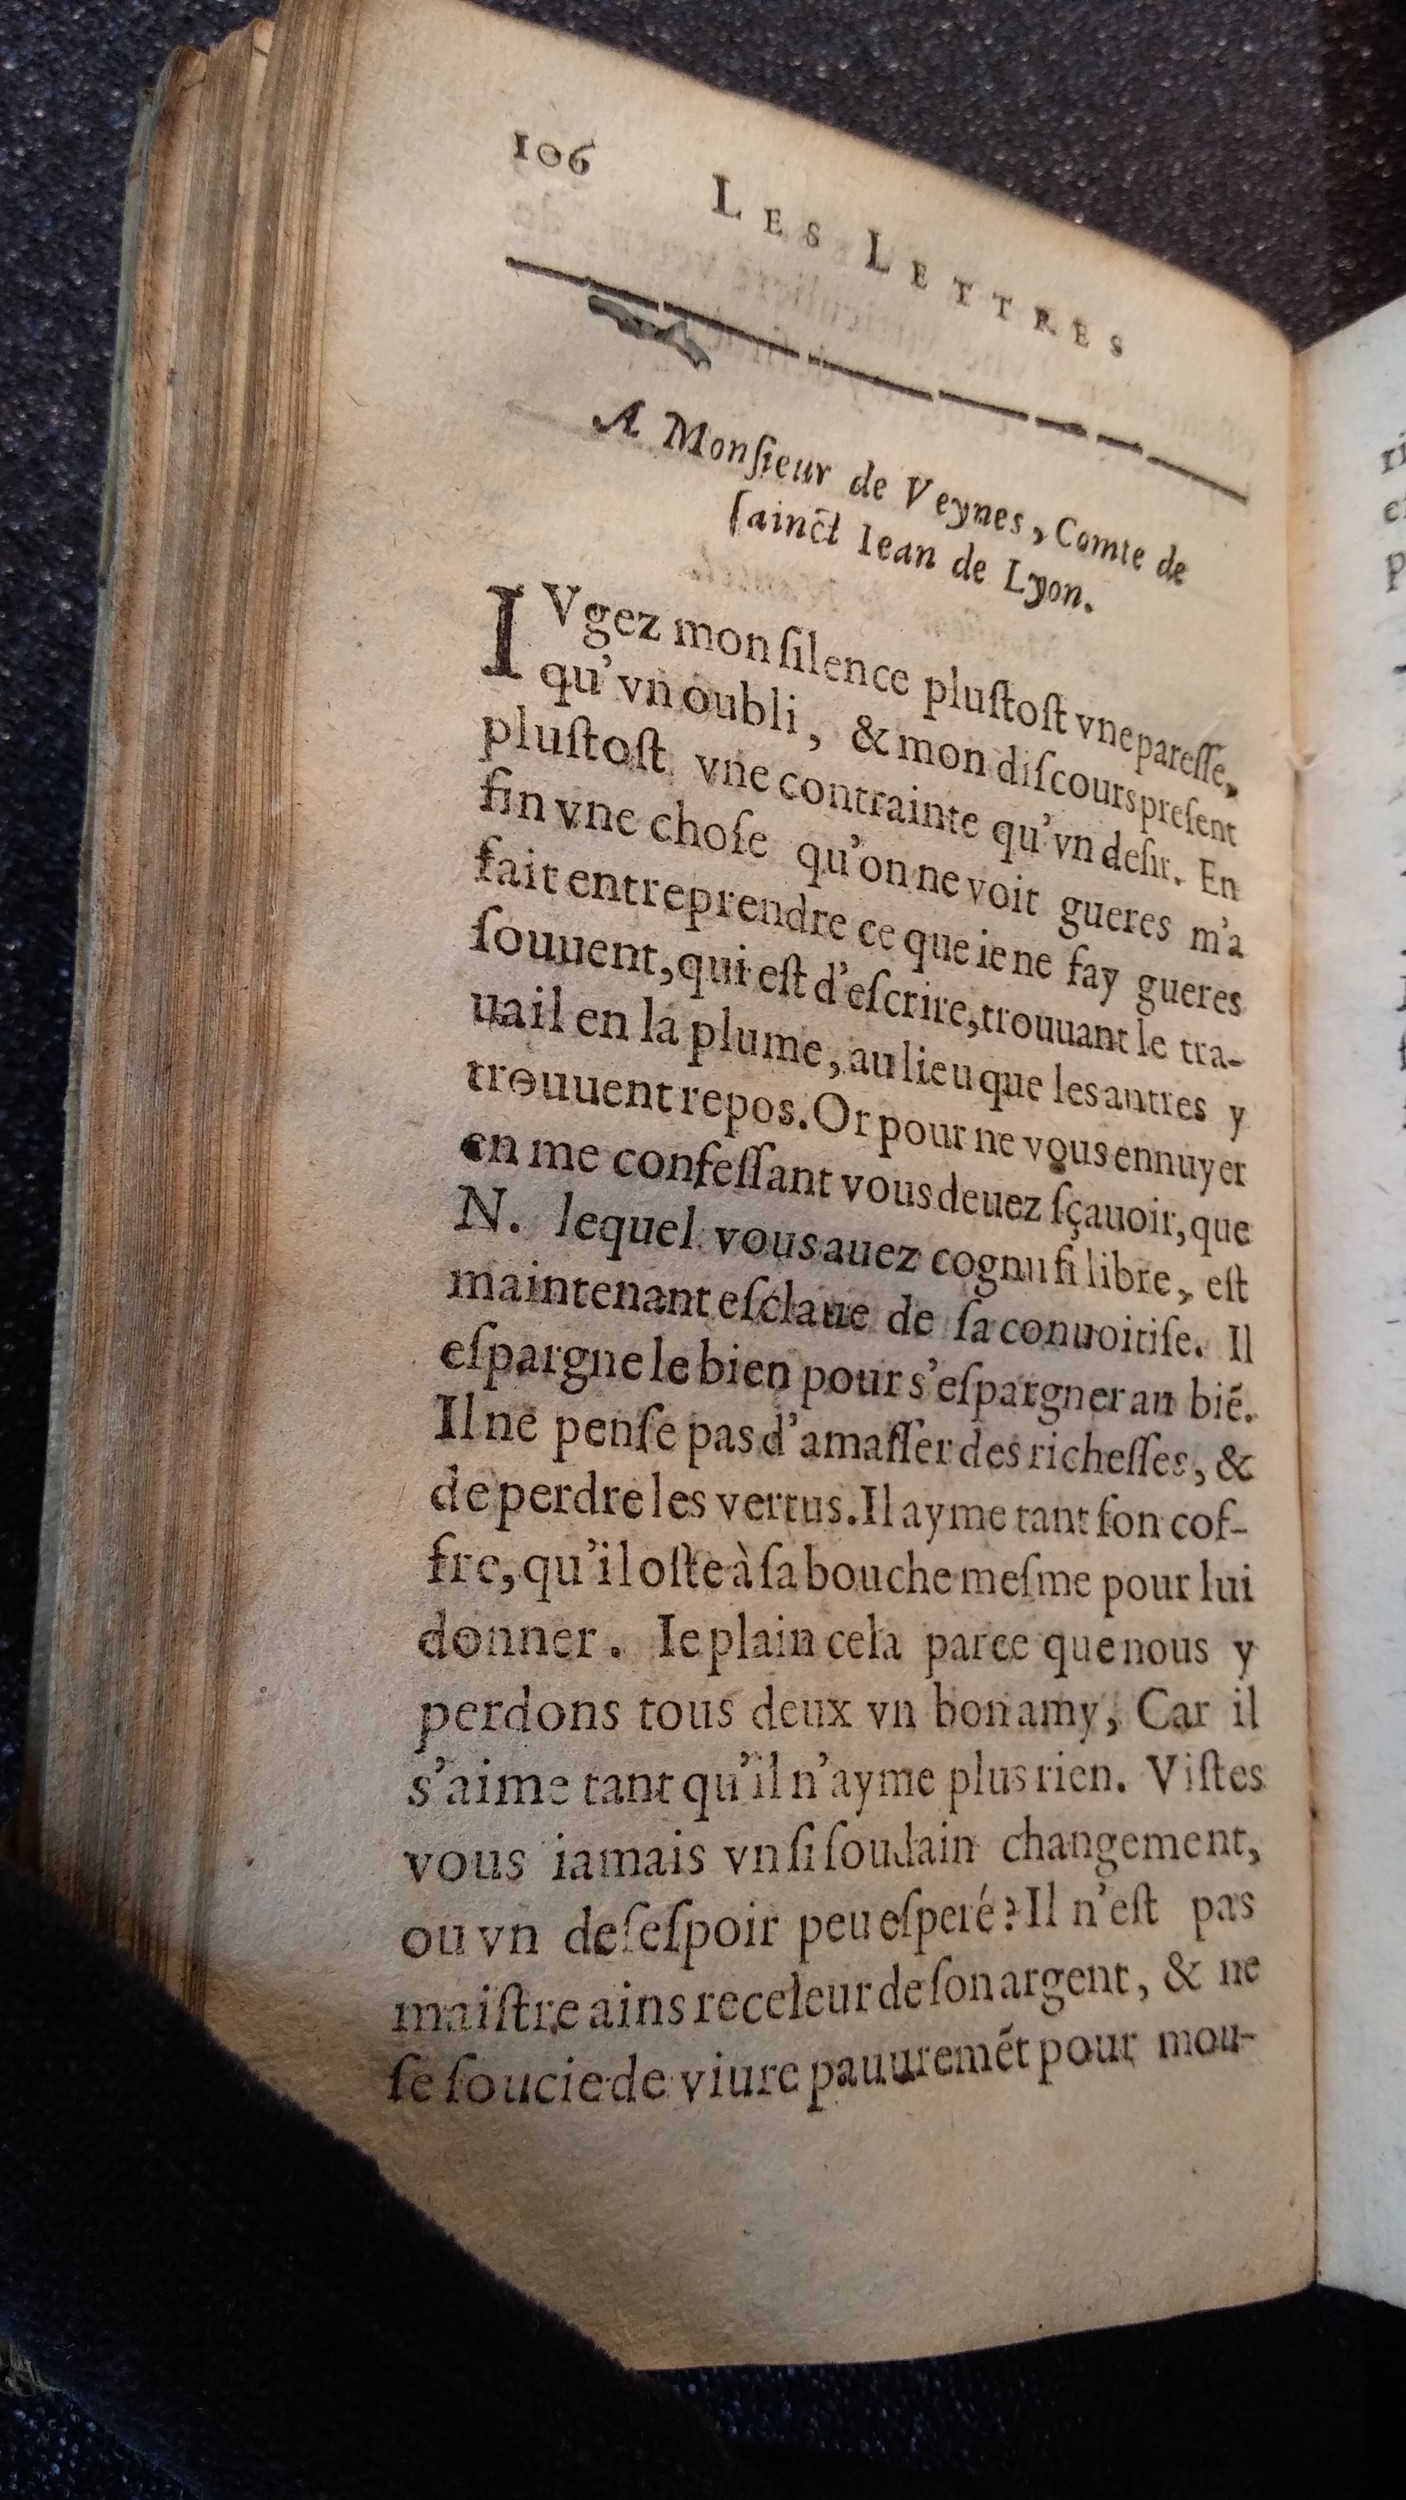 106 LES LETTRES
A Monſieur de Veynes, Comte de
ſainct Iean de Lyon.
IVgez mon ſilence pluſtoſt vne pareſſe,
qu'vn oubli, & mon diſcours preſent
pluſtoſt vne contrainte qu'vn deſir. En
fin vne choſe qu'on ne voit gueres m'a
fait entreprendre ce que ie ne fay gueres
ſouuent, qui eſt d'eſcrire, trouuant le tra-
uail en la plume, au lieu que les antres y
trouuent repos. Or pour ne vous ennuyer
en me confeſſant vous deuez ſçauoir, que
N. lequel vous auez cognu ſi libre, eſt
maintenant eſclaue de ſa conuoitiſe. Il
eſpargne le bien pour s'eſpargner an biē.
Il ne penſe pas d'amaſſer des richeſſes, &
de perdre les vertus. Il ayme tant ſon cof-
fre, qu'il oſte à ſa bouche meſme pour lui
donner. Ie plain cela parce que nous y
perdons tous deux vn bon amy, Car il
s'aime tant qu'il n'ayme plus rien. Viſtes
vous iamais vn ſi ſoudain changement,
ou vn deſeſpoir peu eſperé? Il n'eſt pas
maiſtre ains receleur de ſon argent, & ne
ſe ſoucie de viure pauuremēt pour mou-